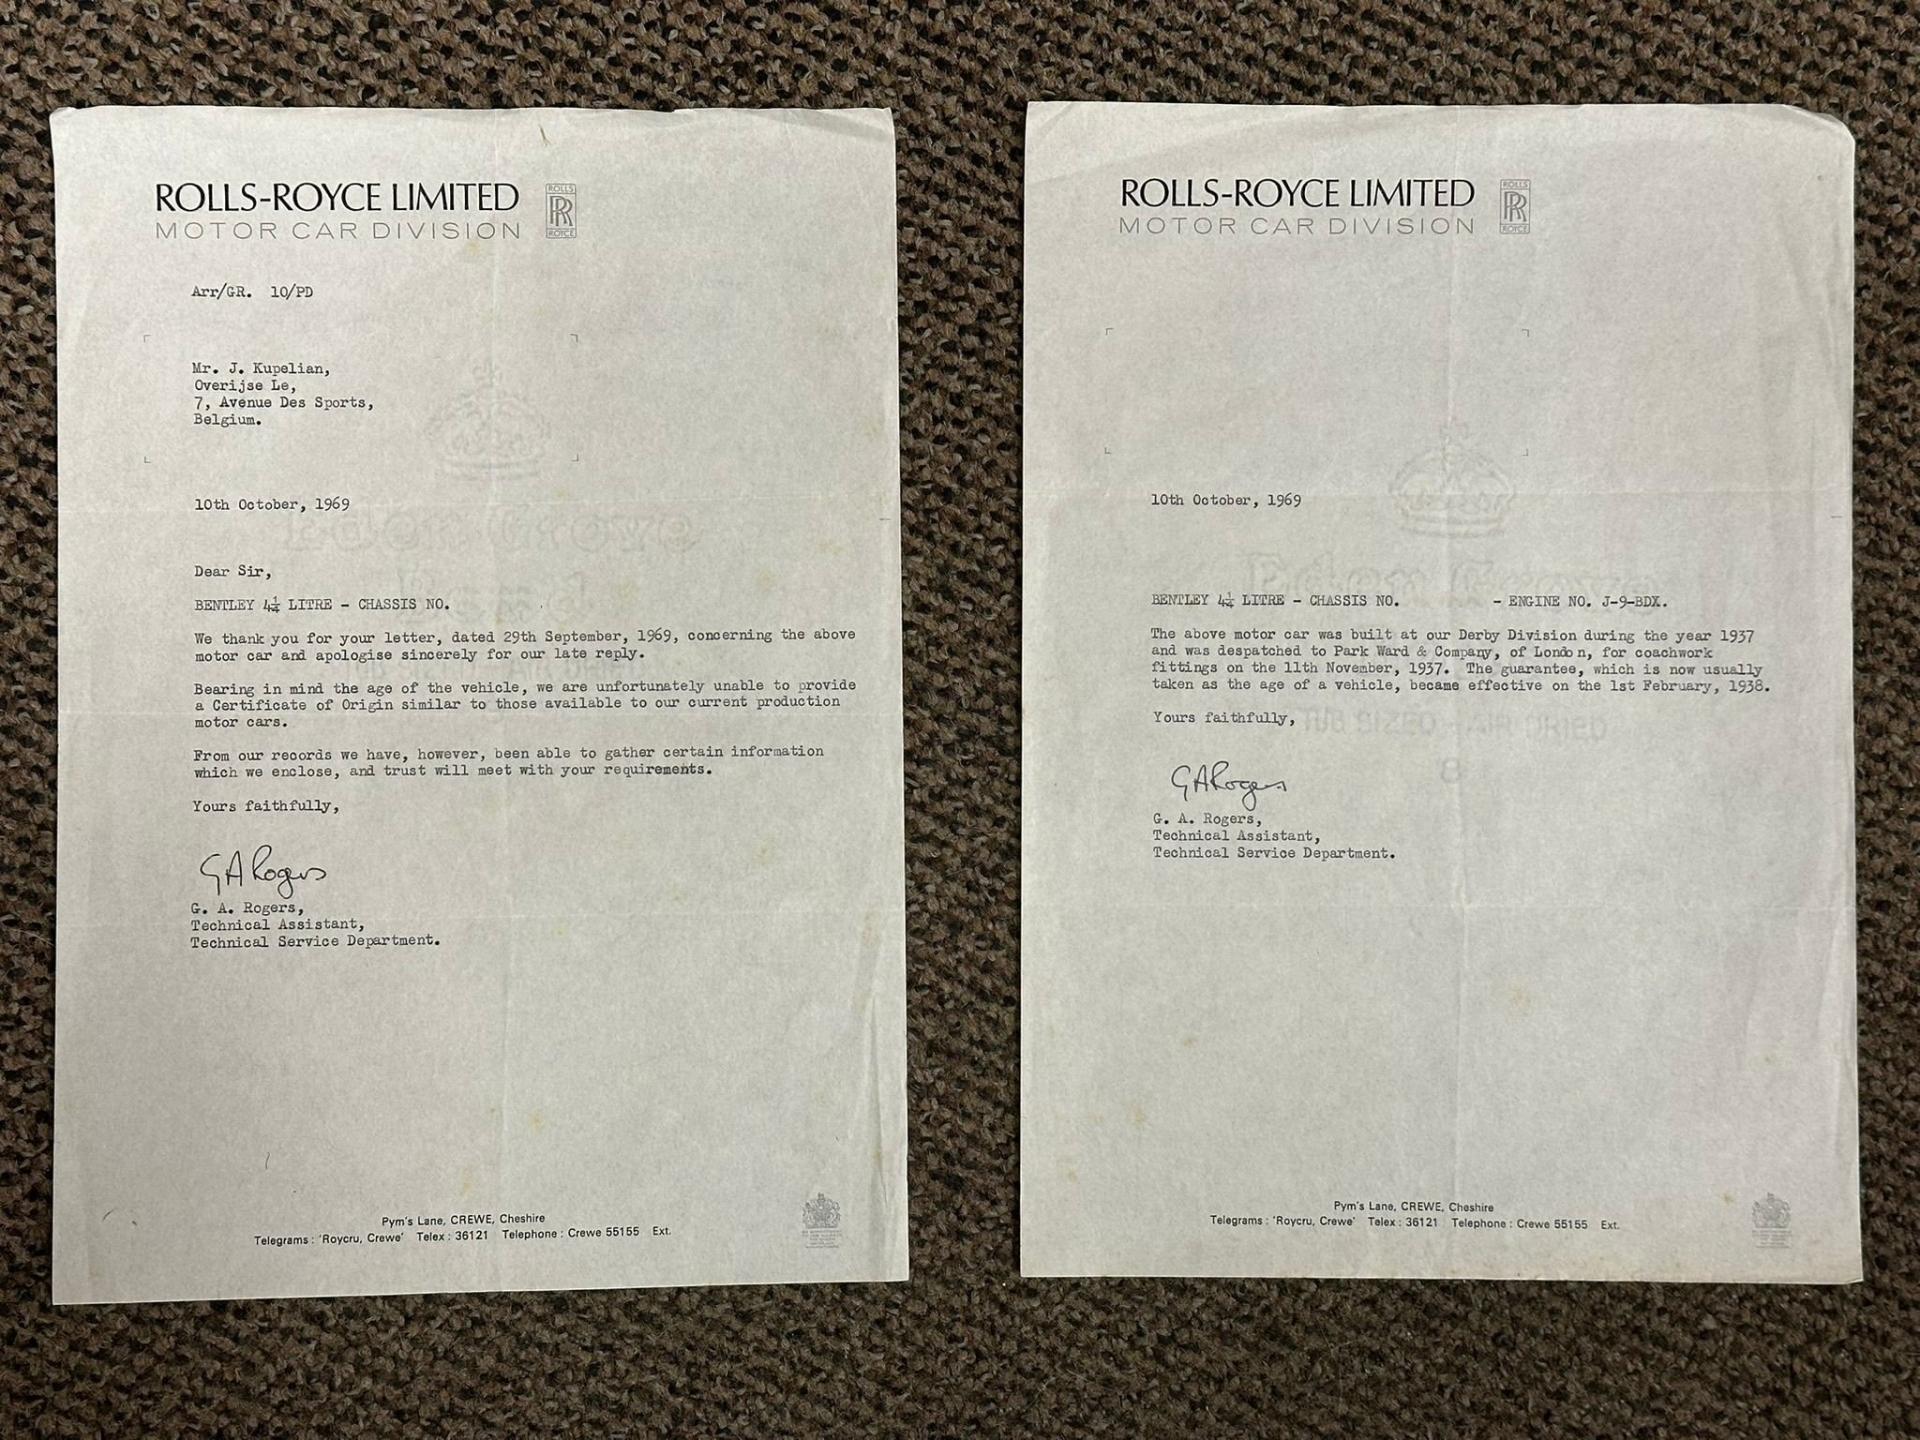 ROLLS-ROYCE LIMITED
MOTOR CAR DIVISION
ROLLS
RR
ROYCE
Arr/GR. 10/PD
Mr. J. Kupelian,
Overijse Le,
7, Avenue Des Sports,
Belgium.
10th October, 1969
Dear Sir,
BENTLEY 4¼ LITRE - CHASSIS NO.
We thank you for your letter, dated 29th September, 1969, concerning the above
motor car and apologise sincerely for our late reply.
Bearing in mind the age of the vehicle, we are unfortunately unable to provide
a Certificate of Origin similar to those available to our current production
motor cars.
From our records we have, however, been able to gather certain information
which we enclose, and trust will meet with your requirements.
Yours faithfully,
G A Rogers
G. A. Rogers,
Technical Assistant,
Technical Service Department.
Pym's Lane, CREWE, Cheshire
Telegrams : 'Roycru, Crewe' Telex : 36121 Telephone : Crewe 55155 Ext.
ROLLS-ROYCE LIMITED
MOTOR CAR DIVISION
ROLLS
RR
ROYCE
10th October, 1969
BENTLEY 4¼ LITRE - CHASSIS NO. - ENGINE NO. J-9-BDX.
The above motor car was built at our Derby Division during the year 1937
and was despatched to Park Ward & Company, of London, for coachwork
fittings on the 11th November, 1937. The guarantee, which is now usually
taken as the age of a vehicle, became effective on the 1st February, 1938.
Yours faithfully,
G A Rogers
G. A. Rogers,
Technical Assistant,
Technical Service Department.
Pym's Lane, CREWE, Cheshire
Telegrams : 'Roycru, Crewe' Telex : 36121 Telephone : Crewe 55155 Ext.